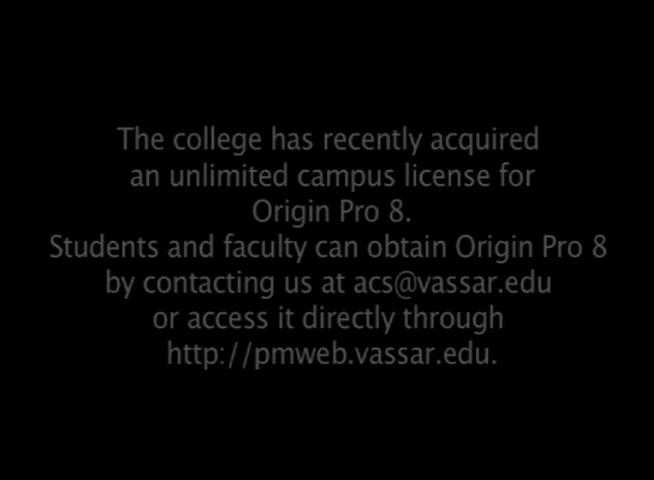 The college has recently acquired
an unlimited campus license for
Origin Pro 8.
Students and faculty can obtain Origin Pro 8
by contacting us at acs@vassar.edu
or access it directly through
http://pmweb.vassar.edu.